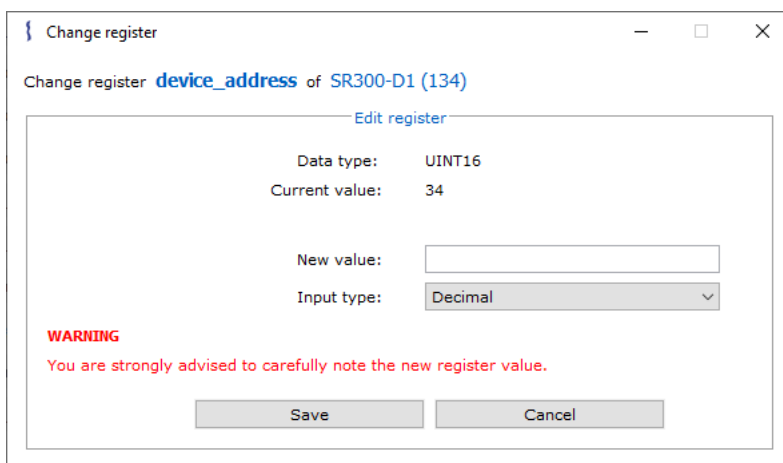 Change register
Change register device_address of SR300-D1 (134)
Edit register
Data type: UINT16
Current value: 34
New value:
Input type: Decimal
WARNING
You are strongly advised to carefully note the new register value.
Save Cancel